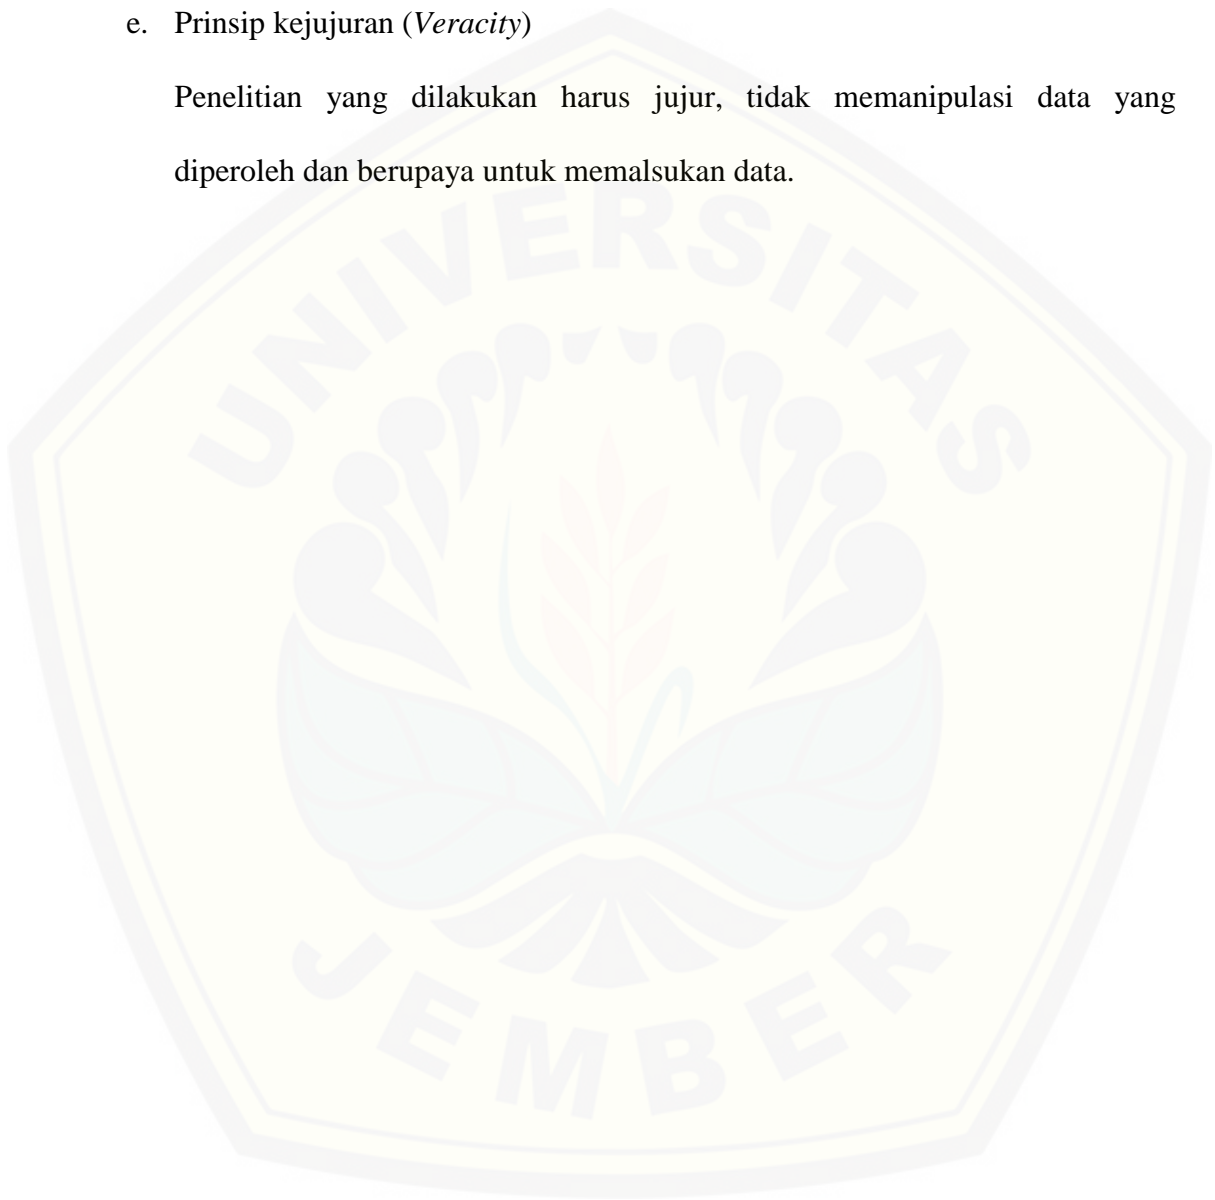 e. Prinsip kejujuran (Veracity)
Penelitian yang dilakukan harus jujur, tidak memanipulasi data yang
diperoleh dan berupaya untuk memalsukan data.
UNIVERSITAS
JEMBER